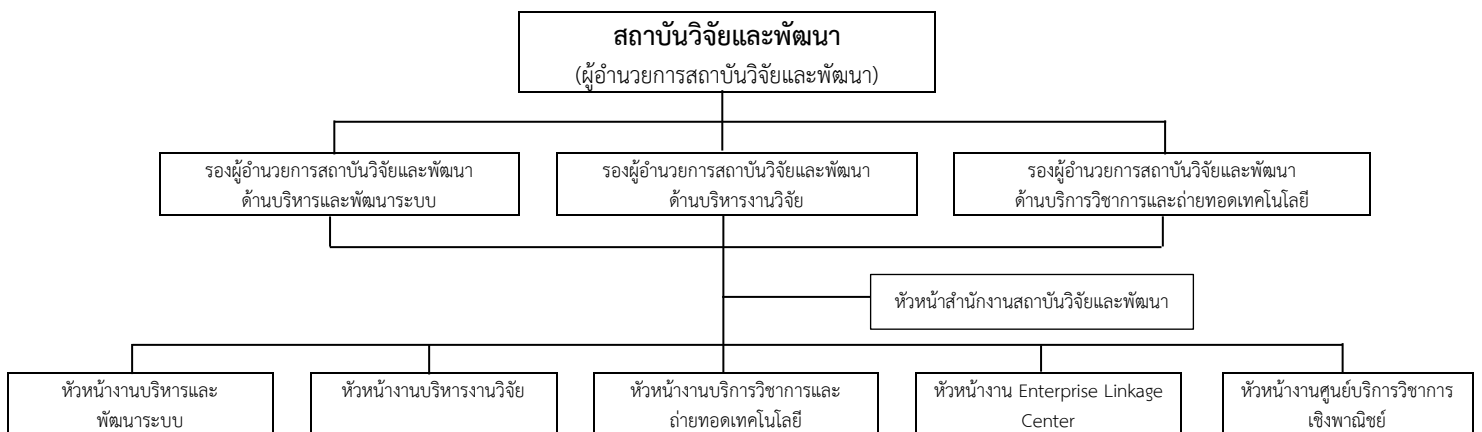 สถาบันวิจัยและพัฒนา
(ผู้อำนวยการสถาบันวิจัยและพัฒนา)
รองผู้อำนวยการสถาบันวิจัยและพัฒนา
ด้านบริหารและพัฒนาระบบ
รองผู้อำนวยการสถาบันวิจัยและพัฒนา
ด้านบริหารงานวิจัย
รองผู้อำนวยการสถาบันวิจัยและพัฒนา
ด้านบริการวิชาการและถ่ายทอดเทคโนโลยี
หัวหน้าสำนักงานสถาบันวิจัยและพัฒนา
หัวหน้างานบริหารและ
พัฒนาระบบ
หัวหน้างานบริหารงานวิจัย
หัวหน้างานบริการวิชาการและ
ถ่ายทอดเทคโนโลยี
หัวหน้างาน Enterprise Linkage
Center
หัวหน้างานศูนย์บริการวิชาการ
เชิงพาณิชย์